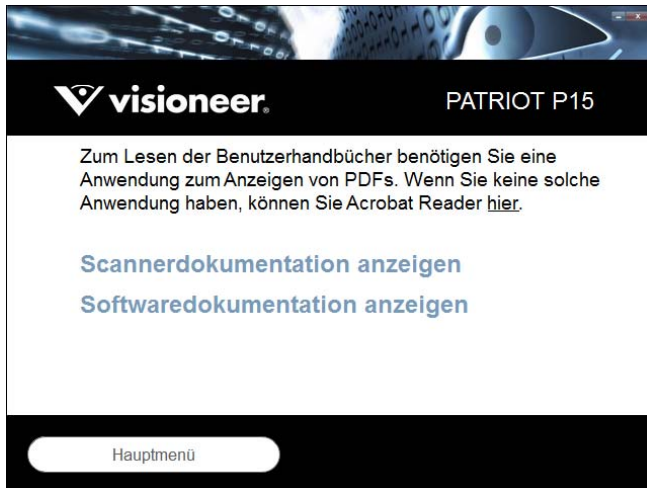 visioneer®
PATRIOT P15
Zum Lesen der Benutzerhandbücher benötigen Sie eine
Anwendung zum Anzeigen von PDFs. Wenn Sie keine solche
Anwendung haben, können Sie Acrobat Reader hier.
Scannerdokumentation anzeigen
Softwaredokumentation anzeigen
Hauptmenü